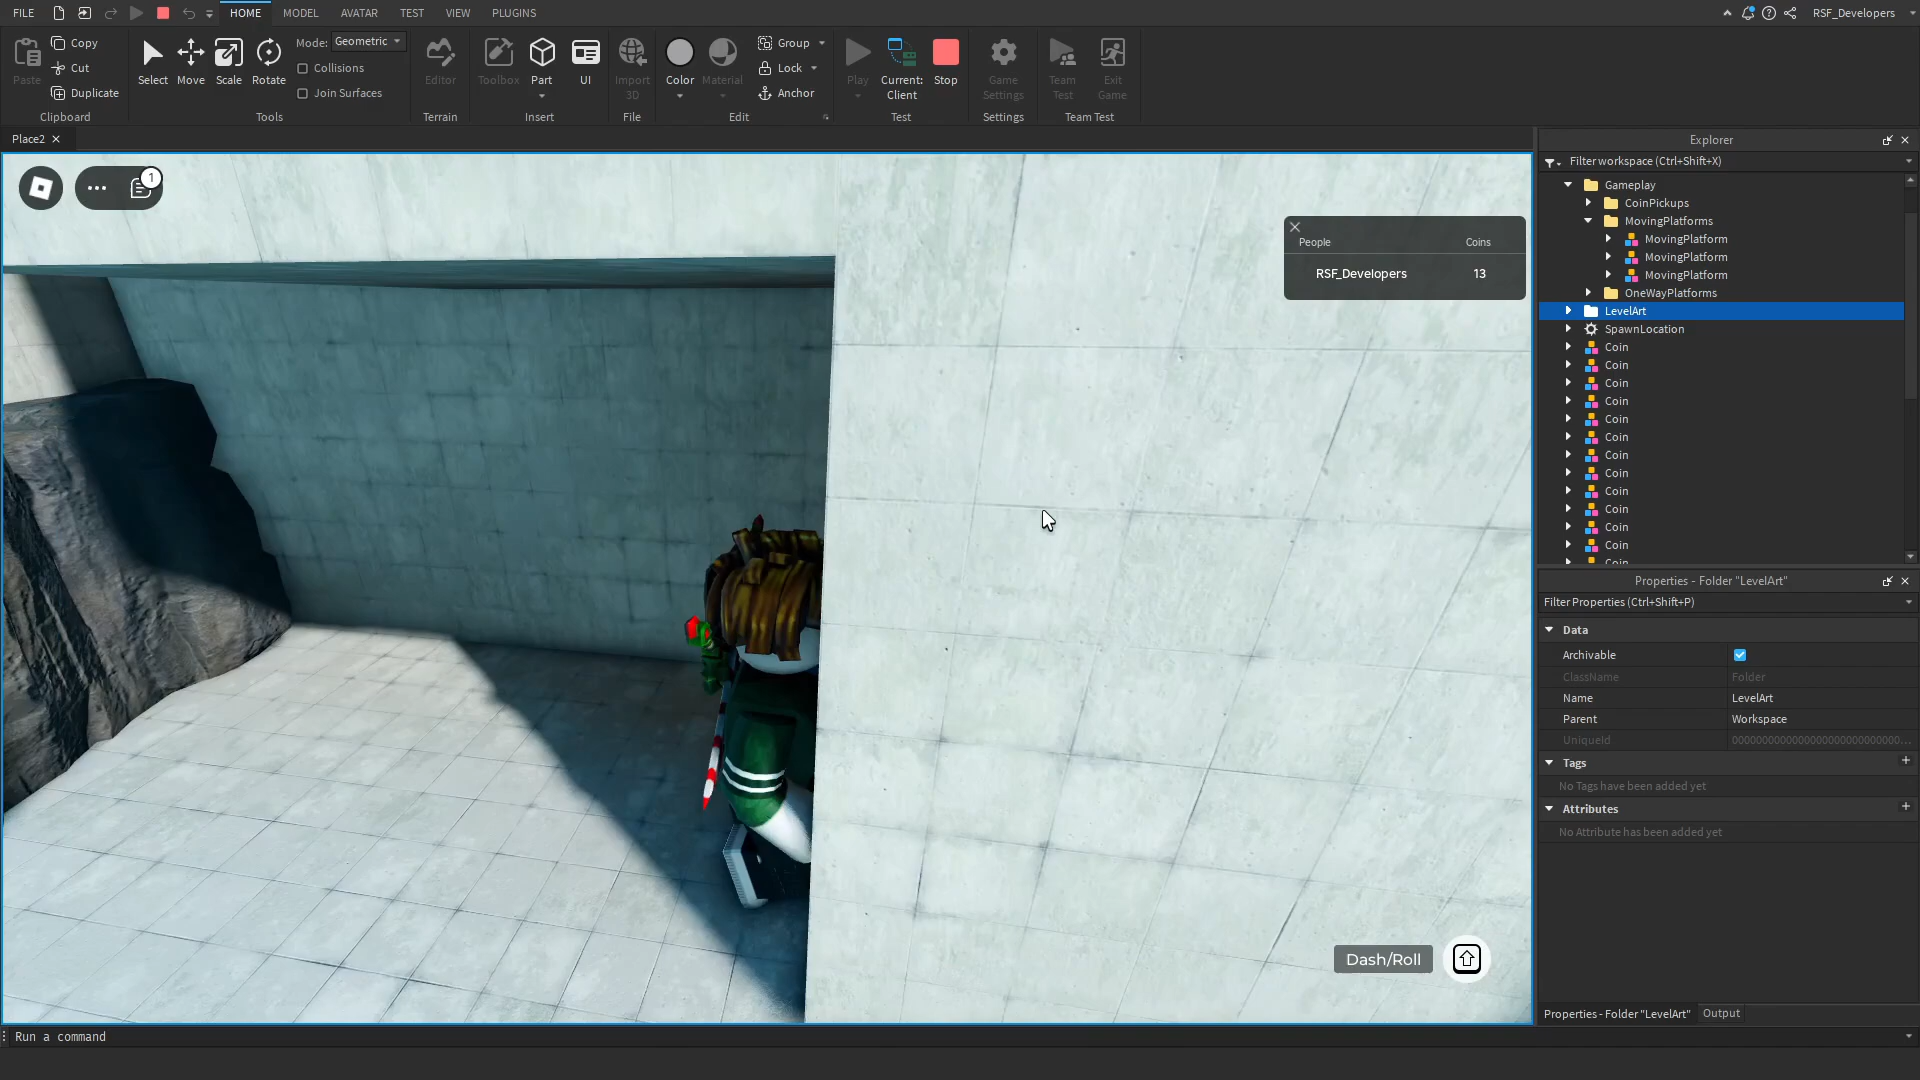 FILE HOME MODEL AVATAR TEST VIEW PLUGINS RSF_Developers
Paste Copy Cut Duplicate Clipboard
Select Move Scale Rotate Mode: Geometric Collisions Join Surfaces Tools
Editor Terrain
Toolbox Part UI Insert
Import 3D File
Color Material Group Lock Anchor Edit
Play Current: Client Stop Test
Game Settings Settings
Team Test Exit Game Team Test
Place2
1
People Coins
RSF_Developers 13
Dash/Roll
Explorer
Filter workspace (Ctrl+Shift+X)
Gameplay
CoinPickups
MovingPlatforms
MovingPlatform
MovingPlatform
MovingPlatform
OneWayPlatforms
LevelArt
SpawnLocation
Coin
Coin
Coin
Coin
Coin
Coin
Coin
Coin
Coin
Coin
Coin
Coin
Coin
Properties - Folder "LevelArt"
Filter Properties (Ctrl+Shift+P)
Data
Archivable
ClassName Folder
Name LevelArt
Parent Workspace
UniqueId
Tags
No Tags have been added yet
Attributes
No Attribute has been added yet
Properties - Folder "LevelArt" Output
Run a command